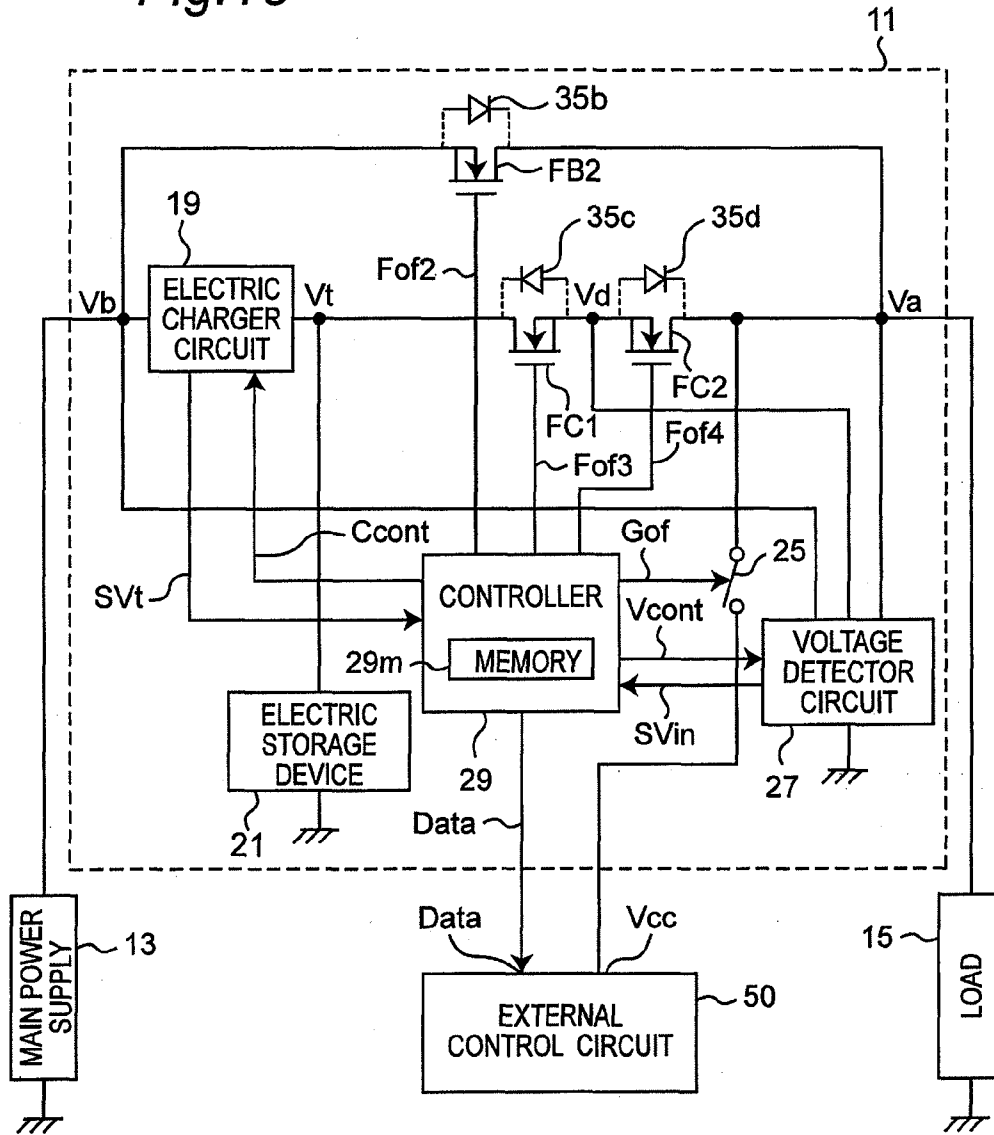 11
35b
FB2
19
35c
35d
Fof2
ELECTRIC
CHARGER
CIRCUIT
Vb
Vt
Vd
Va
FC2
FC1
Fof4
Fof3
Ccont
Gof
25
SVt
CONTROLLER
Vcont
29m
MEMORY
VOLTAGE
DETECTOR
CIRCUIT
SVin
ELECTRIC
STORAGE
DEVICE
29
27
21
Data
MAIN POWER
SUPPLY
13
Data
Vcc
15
LOAD
50
EXTERNAL
CONTROL CIRCUIT